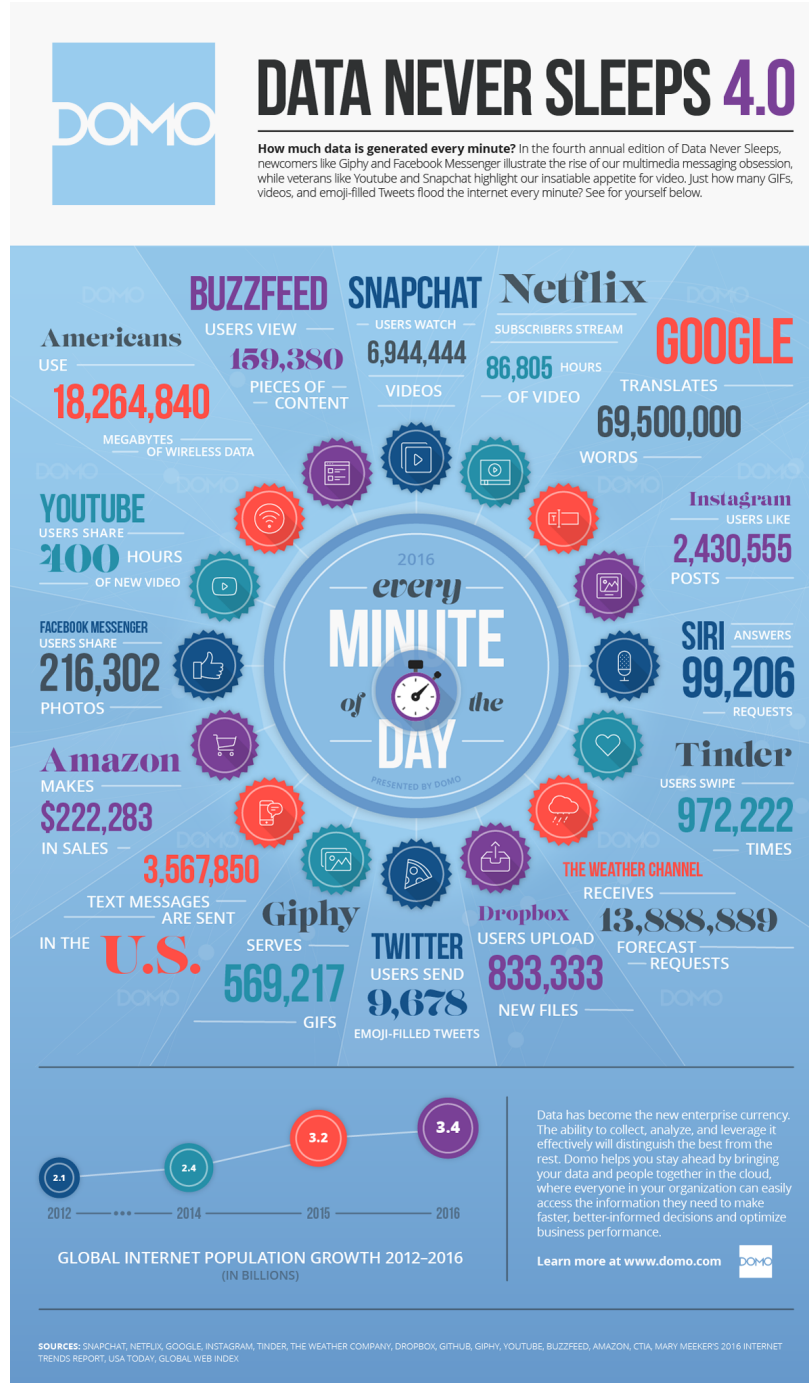 DOMO
DATA NEVER SLEEPS 4.0
How much data is generated every minute? In the fourth annual edition of Data Never Sleeps,
newcomers like Giphy and Facebook Messenger illustrate the rise of our multimedia messaging obsession,
while veterans like Youtube and Snapchat highlight our insatiable appetite for video. Just how many GIFs,
videos, and emoji-filled Tweets flood the internet every minute? See for yourself below.
DOMO
DOMO
DOMO
DOMO
DOMO
DOMO
DOMO
DOMO
DOMO
DOMO
BUZZFEED
USERS VIEW
159,380
PIECES OF
CONTENT
SNAPCHAT
USERS WATCH
6,944,444
VIDEOS
Netflix
SUBSCRIBERS STREAM
86,805 HOURS
OF VIDEO
GOOGLE
TRANSLATES
69,500,000
WORDS
Americans
USE
18,264,840
MEGABYTES
OF WIRELESS DATA
Instagram
USERS LIKE
2,430,555
POSTS
YOUTUBE
USERS SHARE
400 HOURS
OF NEW VIDEO
SIRI ANSWERS
99,206
REQUESTS
FACEBOOK MESSENGER
USERS SHARE
216,302
PHOTOS
Tinder
USERS SWIPE
972,222
TIMES
Amazon
MAKES
$222,283
IN SALES
THE WEATHER CHANNEL
RECEIVES
13,888,889
FORECAST
REQUESTS
3,567,850
TEXT MESSAGES
ARE SENT
IN THE U.S.
Giphy
SERVES
569,217
GIFS
TWITTER
USERS SEND
9,678
EMOJI-FILLED TWEETS
Dropbox
USERS UPLOAD
833,333
NEW FILES
T
2016
every
MINUTE
of the
DAY
PRESENTED BY DOMO
2.1
2.4
3.2
3.4
2012 2014 2015 2016
GLOBAL INTERNET POPULATION GROWTH 2012–2016
(IN BILLIONS)
Data has become the new enterprise currency.
The ability to collect, analyze, and leverage it
effectively will distinguish the best from the
rest. Domo helps you stay ahead by bringing
your data and people together in the cloud,
where everyone in your organization can easily
access the information they need to make
faster, better-informed decisions and optimize
business performance.
Learn more at www.domo.com
DOMO
SOURCES: SNAPCHAT, NETFLIX, GOOGLE, INSTAGRAM, TINDER, THE WEATHER COMPANY, DROPBOX, GITHUB, GIPHY, YOUTUBE, BUZZFEED, AMAZON, CTIA, MARY MEEKER'S 2016 INTERNET
TRENDS REPORT, USA TODAY, GLOBAL WEB INDEX